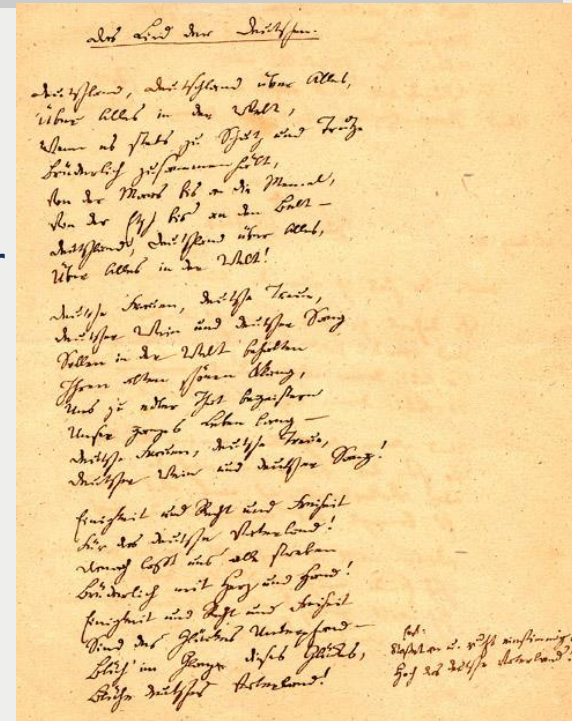 Das Lied der Deutschen.
Deutschland, Deutschland über Alles,
Über Alles in der Welt,
Wenn es stets zu Schutz und Trutze
Brüderlich zusammenhält,
Von der Maas bis an die Memel,
Von der Etsch bis an den Belt –
Deutschland, Deutschland über Alles,
Über Alles in der Welt!
Deutsche Frauen, deutsche Treue,
Deutscher Wein und deutscher Sang
Sollen in der Welt behalten
Ihren alten schönen Klang,
Uns zu edler That begeistern
Unser ganzes Leben lang –
Deutsche Frauen, deutsche Treue,
Deutscher Wein und deutscher Sang!
Einigkeit und Recht und Freiheit
Für das deutsche Vaterland!
Danach laßt uns alle streben
Brüderlich mit Herz und Hand!
Einigkeit und Recht und Freiheit
Sind des Glückes Unterpfand –
Blüh' im Glanze dieses Glückes,
Blühe deutsches Vaterland!
Stoßet an u. ruft einstimmig:
Hoch das deutsche Vaterland!